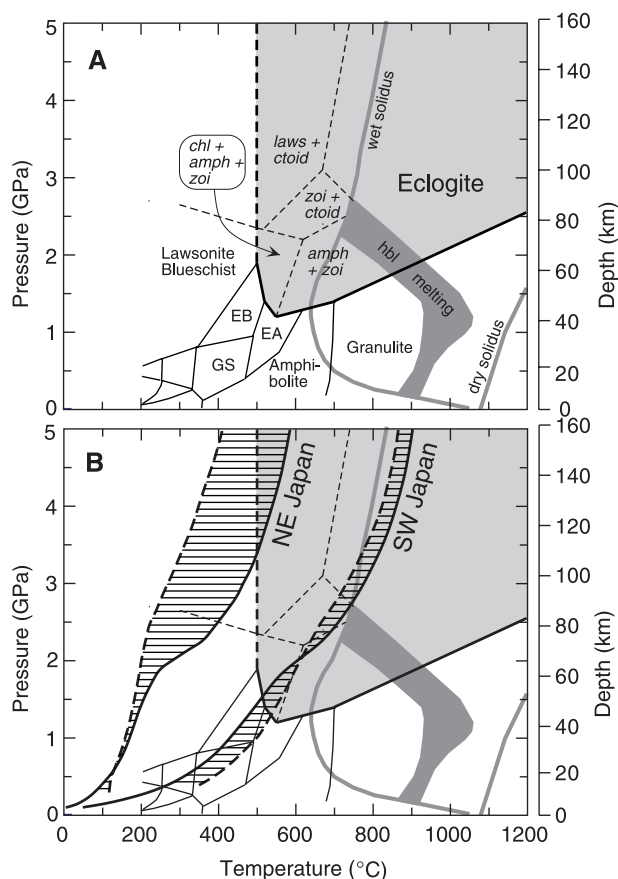 A
5
4
3
2
1
0
Pressure (GPa)
160
140
120
100
80
60
40
20
0
Depth (km)
chl +
amph +
zoi
laws +
ctoid
zoi +
ctoid
amph
+ zoi
wet solidus
Eclogite
hbl melting
Lawsonite
Blueschist
EB
EA
GS
Amphi-
bolite
Granulite
dry solidus
B
5
4
3
2
1
0
Pressure (GPa)
160
140
120
100
80
60
40
20
0
Depth (km)
NE Japan
SW Japan
0 200 400 600 800 1000 1200
Temperature (°C)